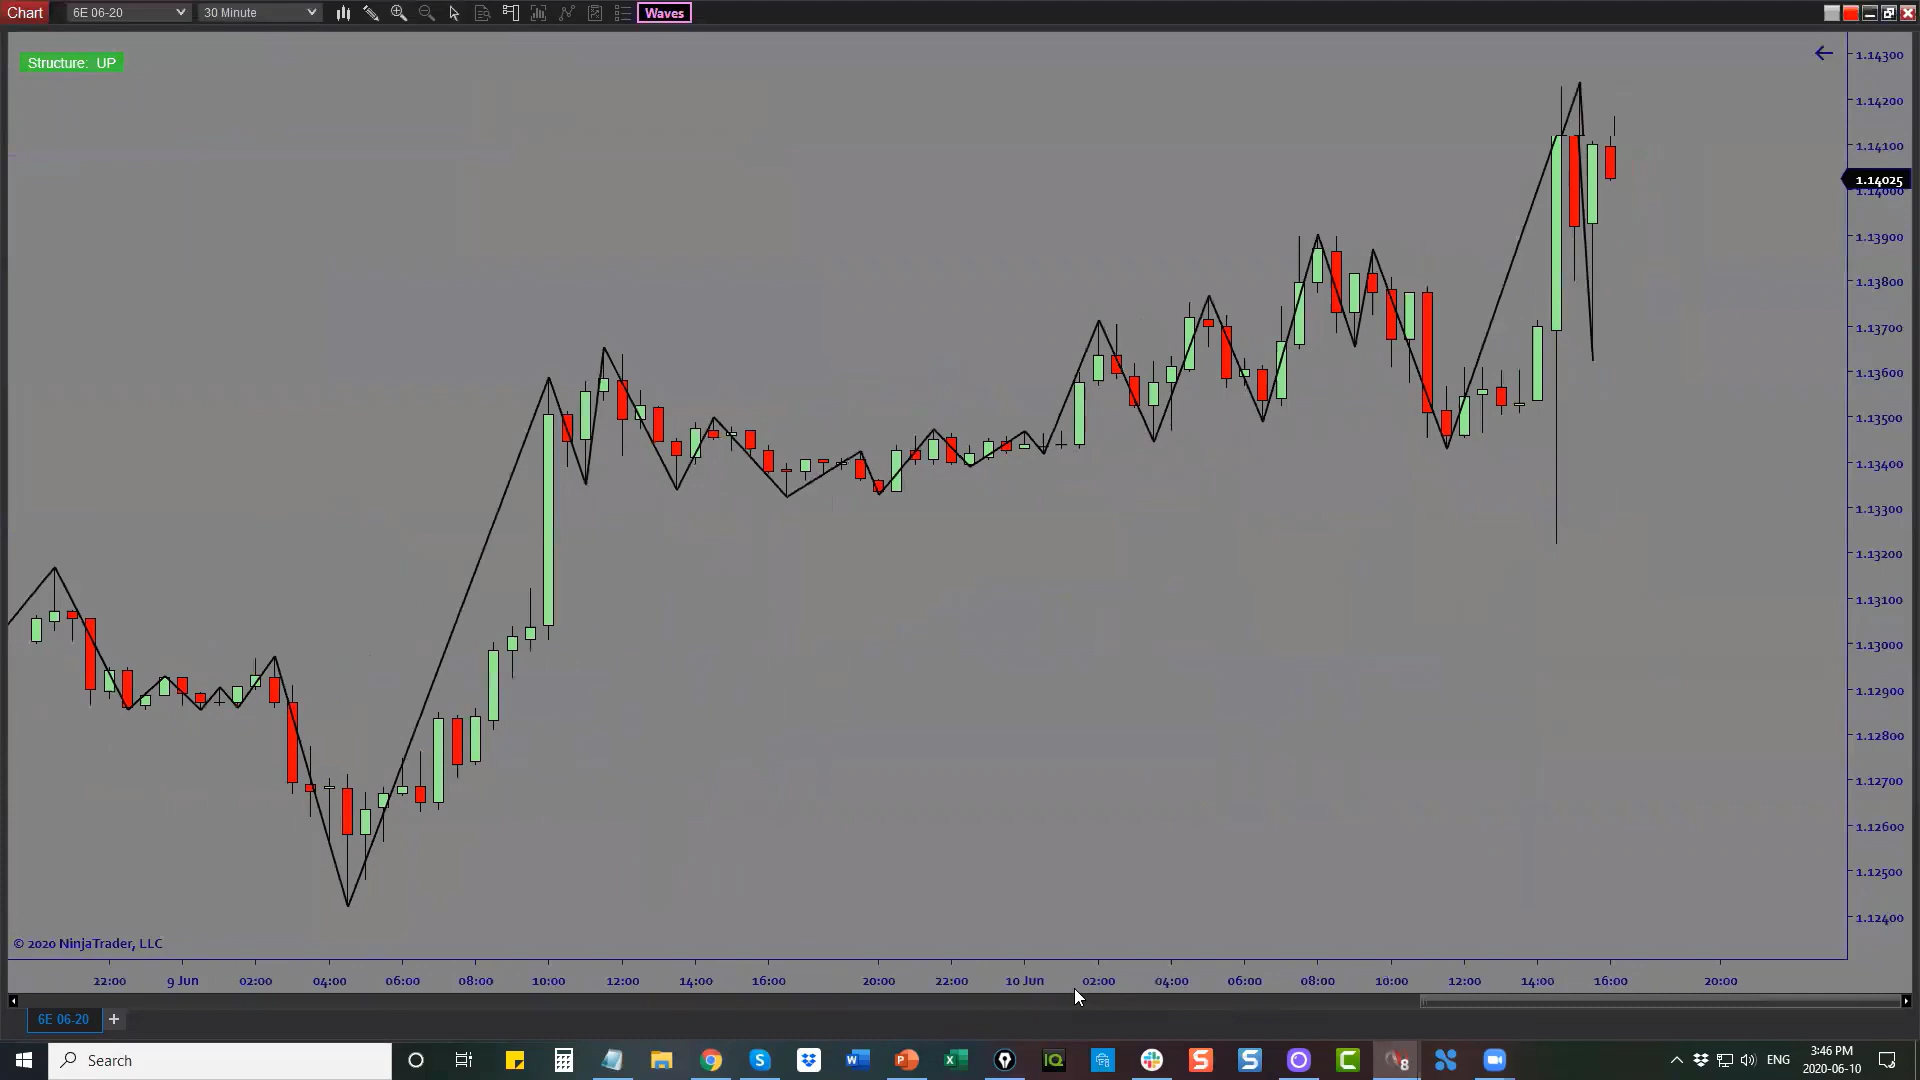 Chart 6E 06-20 30 Minute Waves
Structure: UP
1.14300
1.14200
1.14100
1.14025
1.14000
1.13900
1.13800
1.13700
1.13600
1.13500
1.13400
1.13300
1.13200
1.13100
1.13000
1.12900
1.12800
1.12700
1.12600
1.12500
1.12400
© 2020 NinjaTrader, LLC
22:00 9 Jun 02:00 04:00 06:00 08:00 10:00 12:00 14:00 16:00 20:00 22:00 10 Jun 02:00 04:00 06:00 08:00 10:00 12:00 14:00 16:00 20:00
6E 06-20 +
Search
IQ
8
ENG
3:46 PM
2020-06-10